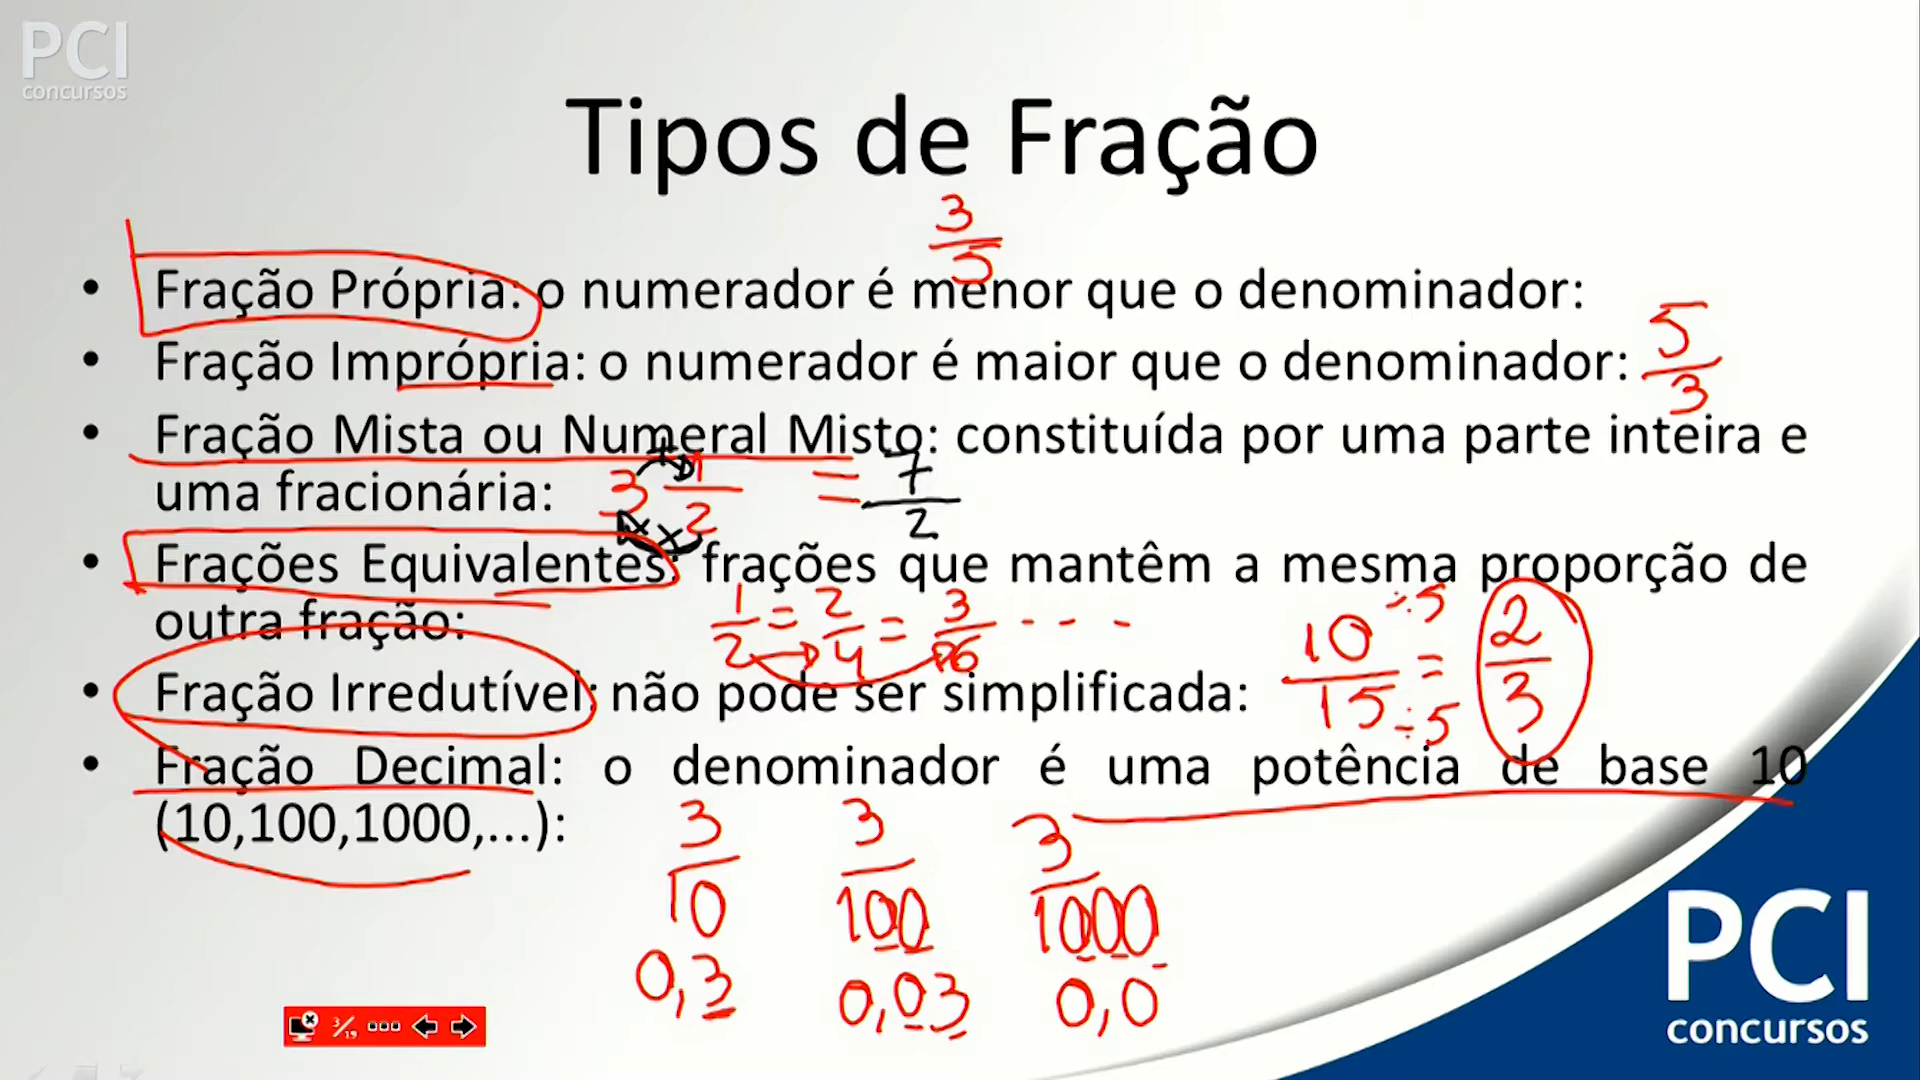 PCI
concursos
Tipos de Fração
3/5
• Fração Própria: o numerador é menor que o denominador:
• Fração Imprópria: o numerador é maior que o denominador: 5/3
• Fração Mista ou Numeral Misto: constituída por uma parte inteira e
uma fracionária: 3 1/2 = 7/2
• Frações Equivalentes: frações que mantêm a mesma proporção de
outra fração: 1/2 = 2/4 = 3/6 - - -
• Fração Irredutível: não pode ser simplificada: 10÷5/15÷5 = 2/3
• Fração Decimal: o denominador é uma potência de base 10
(10,100,1000,...):
3/10 3/100 3/1000
0,3 0,03 0,0
3/19
PCI
concursos